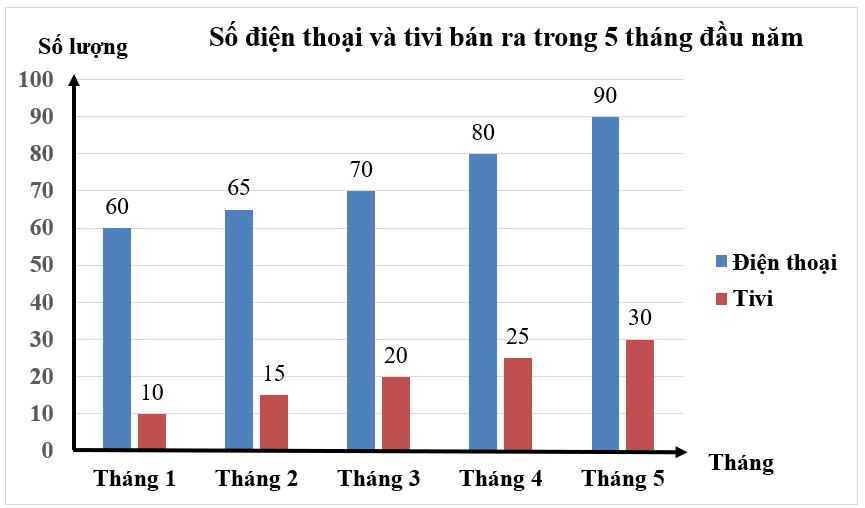 Số lượng
Số điện thoại và tivi bán ra trong 5 tháng đầu năm
100
90
80
70
60
50
40
30
20
10
0
60
10
65
15
70
20
80
25
90
30
Tháng 1
Tháng 2
Tháng 3
Tháng 4
Tháng 5
Tháng
Điện thoại
Tivi